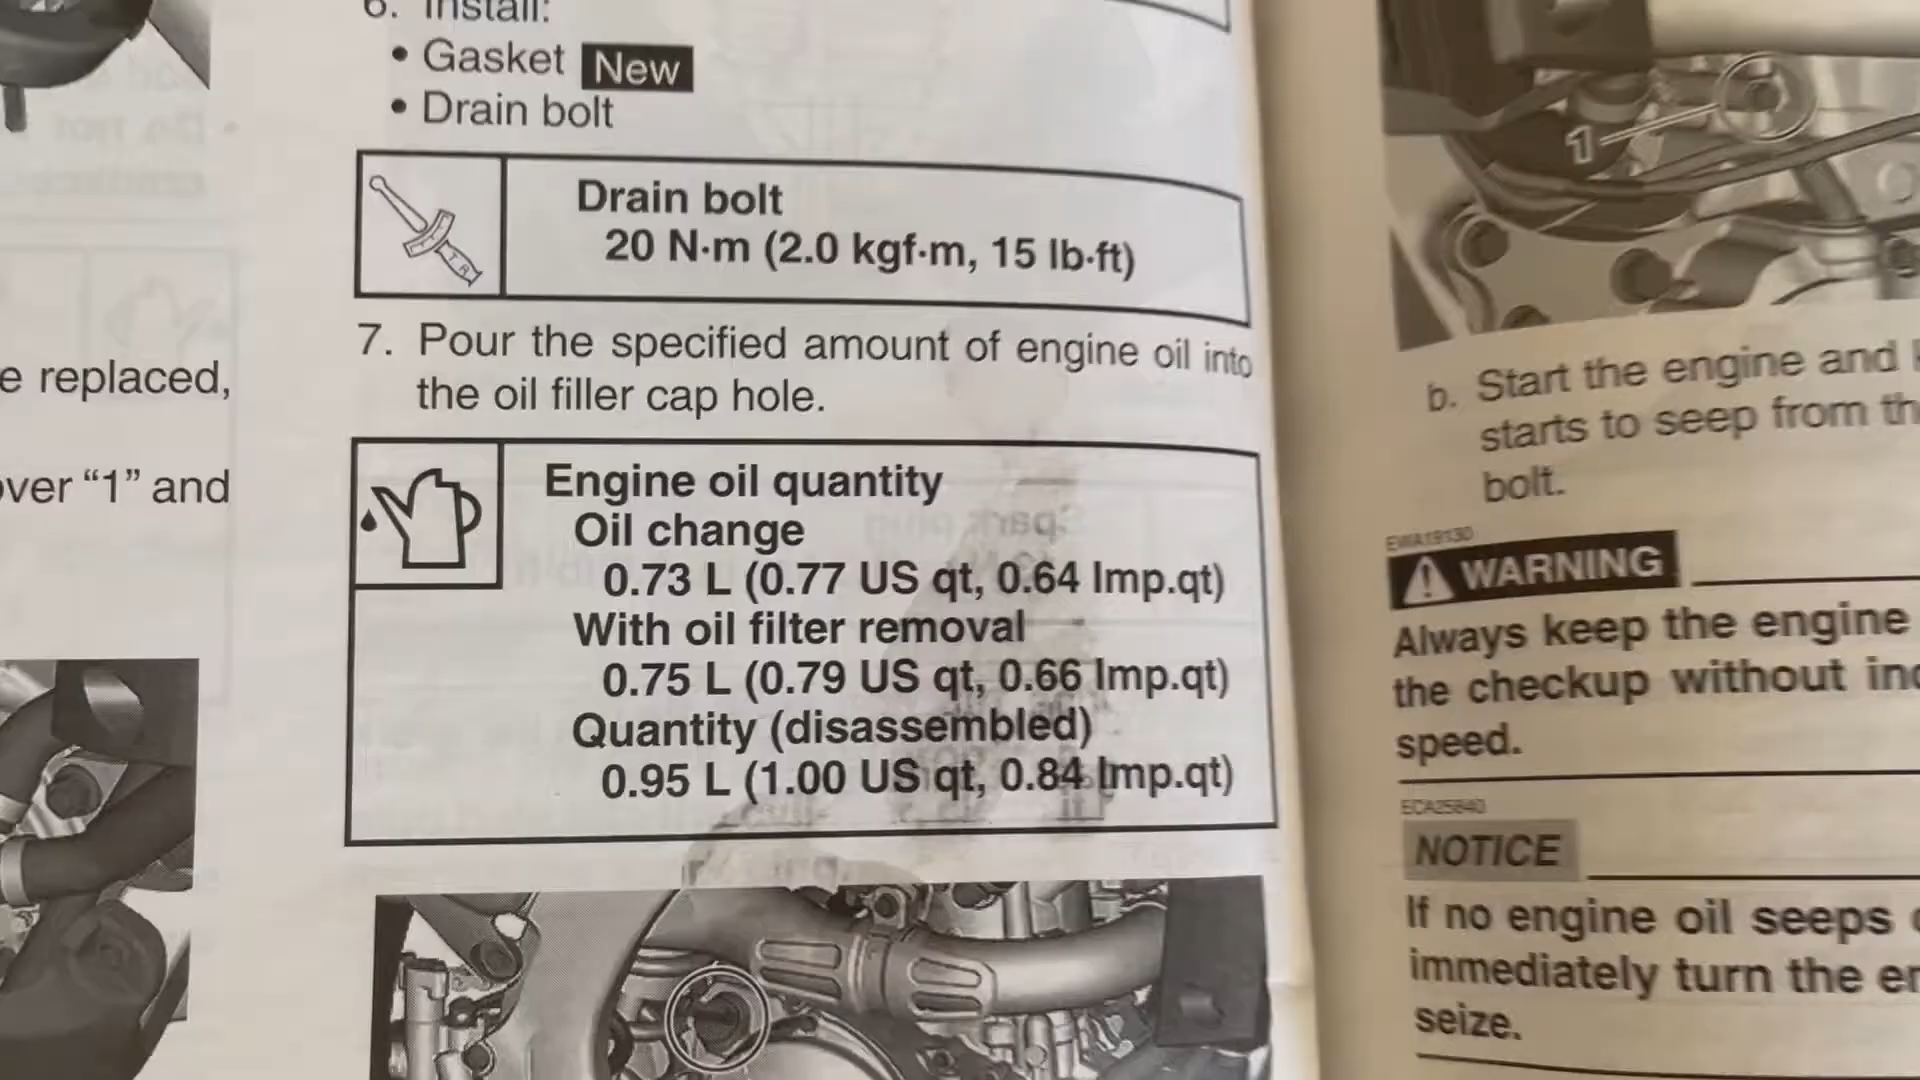 e replaced,
ver “1” and
6. Install:
• Gasket New
• Drain bolt
Drain bolt
20 N·m (2.0 kgf·m, 15 lb·ft)
7. Pour the specified amount of engine oil into
the oil filler cap hole.
Engine oil quantity
Oil change
0.73 L (0.77 US qt, 0.64 Imp.qt)
With oil filter removal
0.75 L (0.79 US qt, 0.66 Imp.qt)
Quantity (disassembled)
0.95 L (1.00 US qt, 0.84 Imp.qt)
1
b. Start the engine and
starts to seep from th
bolt.
EWA19130
WARNING
Always keep the engine
the checkup without inc
speed.
ECA25840
NOTICE
If no engine oil seeps
immediately turn the en
seize.